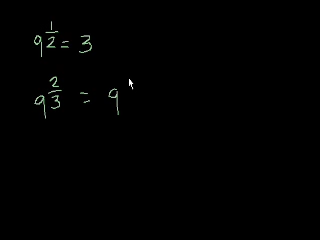 9^{1/2} = 3
9^{2/3} = 9